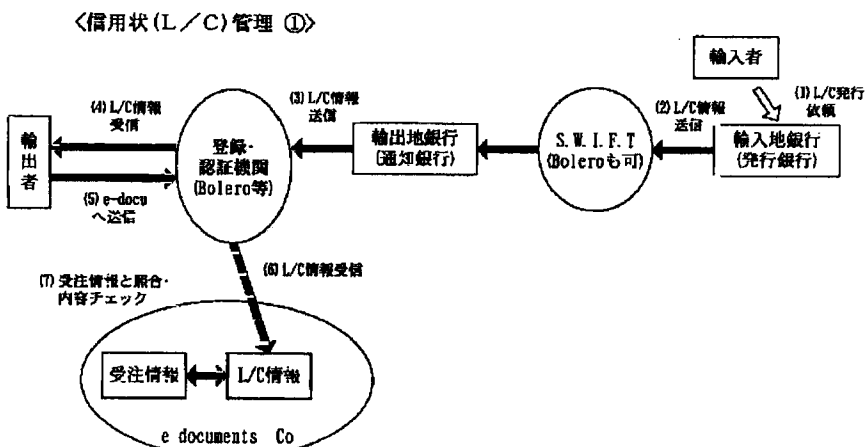 〈信用状(L/C)管理 ①〉
輸入者
(1) L/C発行
依頼
(2) L/C情報
送信
輸入地銀行
(発行銀行)
S.W.I.F.T
(Boleroも可)
輸出地銀行
(通知銀行)
(3) L/C情報
送信
登録・
認証機関
(Bolero等)
(4) L/C情報
受信
輸出者
(5) e-docu
へ送信
(6) L/C情報受信
(7) 受注情報と照合・
内容チェック
受注情報
L/C情報
e documents Co